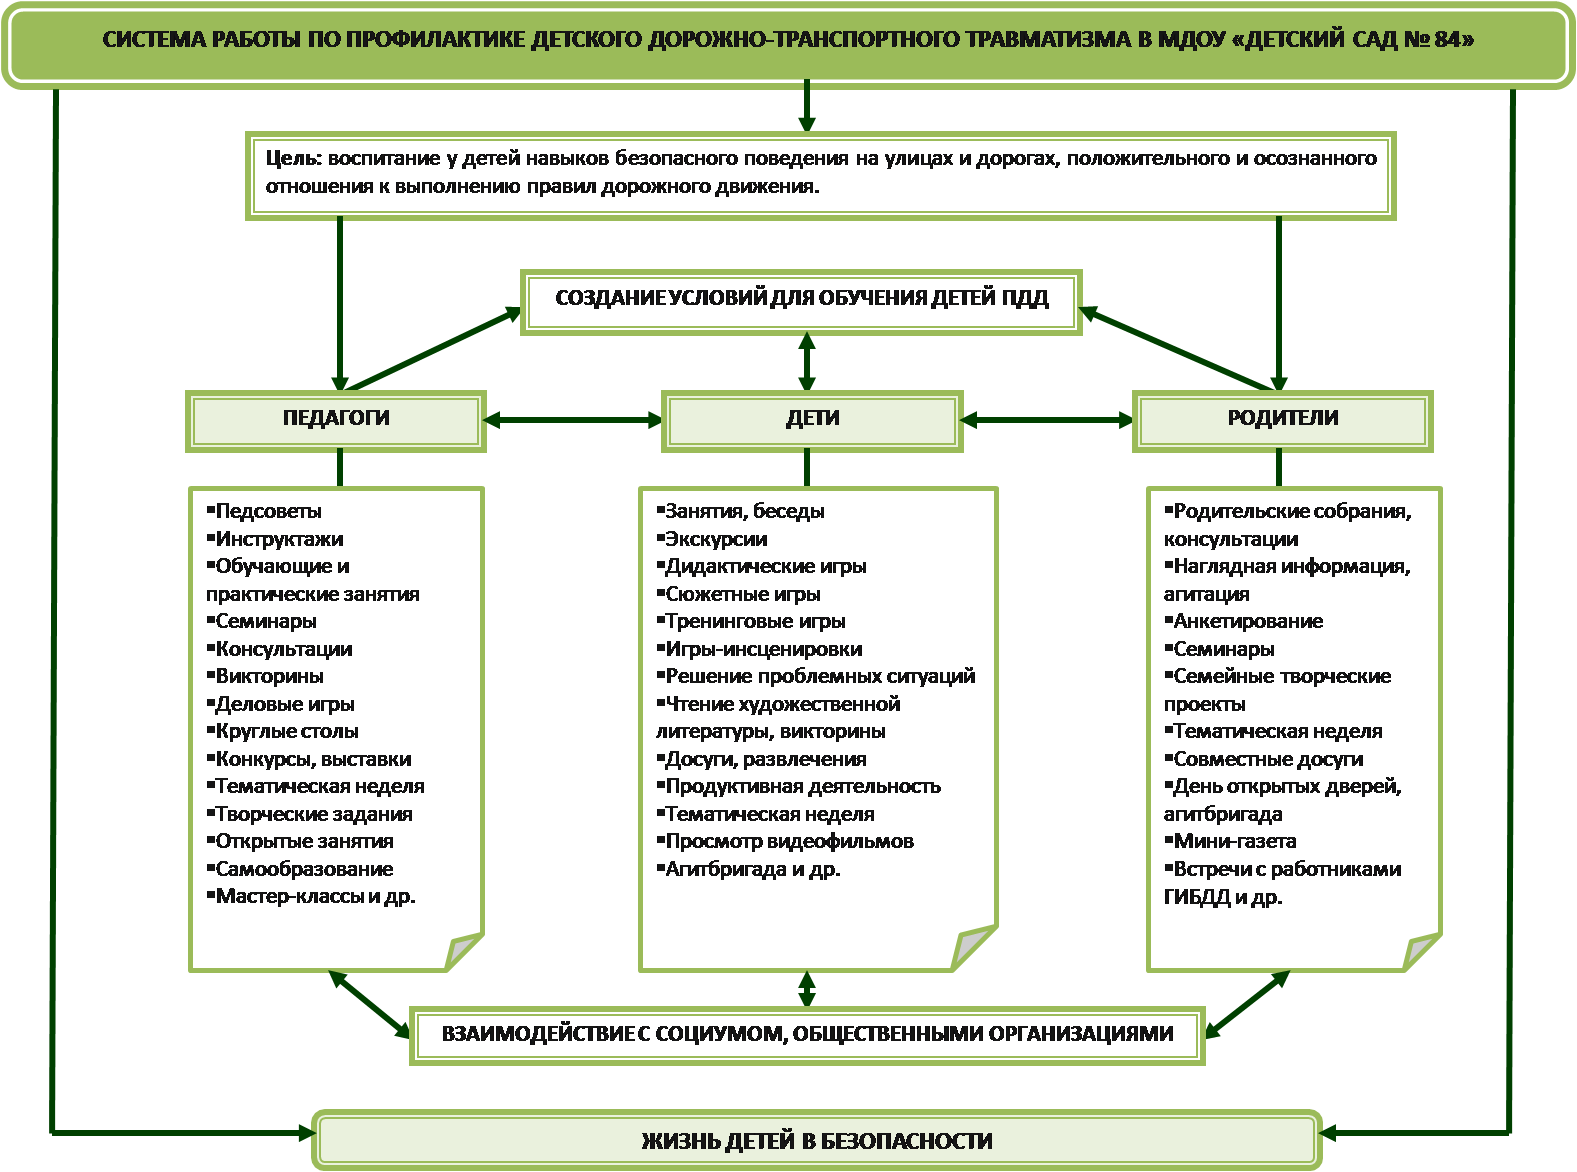 СИСТЕМА РАБОТЫ ПО ПРОФИЛАКТИКЕ ДЕТСКОГО ДОРОЖНО-ТРАНСПОРТНОГО ТРАВМАТИЗМА В МДОУ «ДЕТСКИЙ САД № 84»
Цель: воспитание у детей навыков безопасного поведения на улицах и дорогах, положительного и осознанного
отношения к выполнению правил дорожного движения.
СОЗДАНИЕ УСЛОВИЙ ДЛЯ ОБУЧЕНИЯ ДЕТЕЙ ПДД
ПЕДАГОГИ
▪Педсоветы
▪Инструктажи
▪Обучающие и
практические занятия
▪Семинары
▪Консультации
▪Викторины
▪Деловые игры
▪Круглые столы
▪Конкурсы, выставки
▪Тематическая неделя
▪Творческие задания
▪Открытые занятия
▪Самообразование
▪Мастер-классы и др.
ДЕТИ
▪Занятия, беседы
▪Экскурсии
▪Дидактические игры
▪Сюжетные игры
▪Тренинговые игры
▪Игры-инсценировки
▪Решение проблемных ситуаций
▪Чтение художественной
литературы, викторины
▪Досуги, развлечения
▪Продуктивная деятельность
▪Тематическая неделя
▪Просмотр видеофильмов
▪Агитбригада и др.
РОДИТЕЛИ
▪Родительские собрания,
консультации
▪Наглядная информация,
агитация
▪Анкетирование
▪Семинары
▪Семейные творческие
проекты
▪Тематическая неделя
▪Совместные досуги
▪День открытых дверей,
агитбригада
▪Мини-газета
▪Встречи с работниками
ГИБДД и др.
ВЗАИМОДЕЙСТВИЕ С СОЦИУМОМ, ОБЩЕСТВЕННЫМИ ОРГАНИЗАЦИЯМИ
ЖИЗНЬ ДЕТЕЙ В БЕЗОПАСНОСТИ